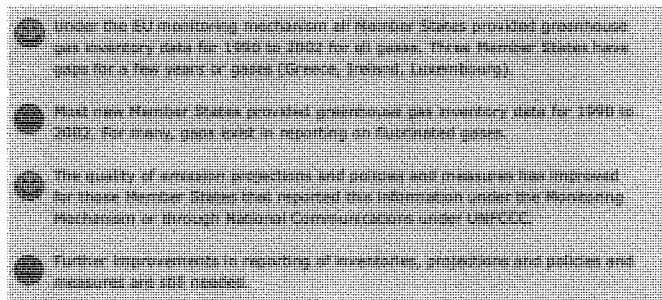 Under the EU monitoring mechanism all Member States provided greenhouse
gas inventory data for 1990 to 2002 for all gases. Three Member States have
gaps for a few years or gases (Greece, Ireland, Luxembourg).
Most new Member States provided greenhouse gas inventory data for 1990 to
2002. For many, gaps exist in reporting on fluorinated gases.
The quality of emission projections and policies and measures has improved
for those Member States that reported this information under the Monitoring
Mechanism or through National Communications under UNFCCC.
Further improvements in reporting of inventories, projections and policies and
measures are still needed.